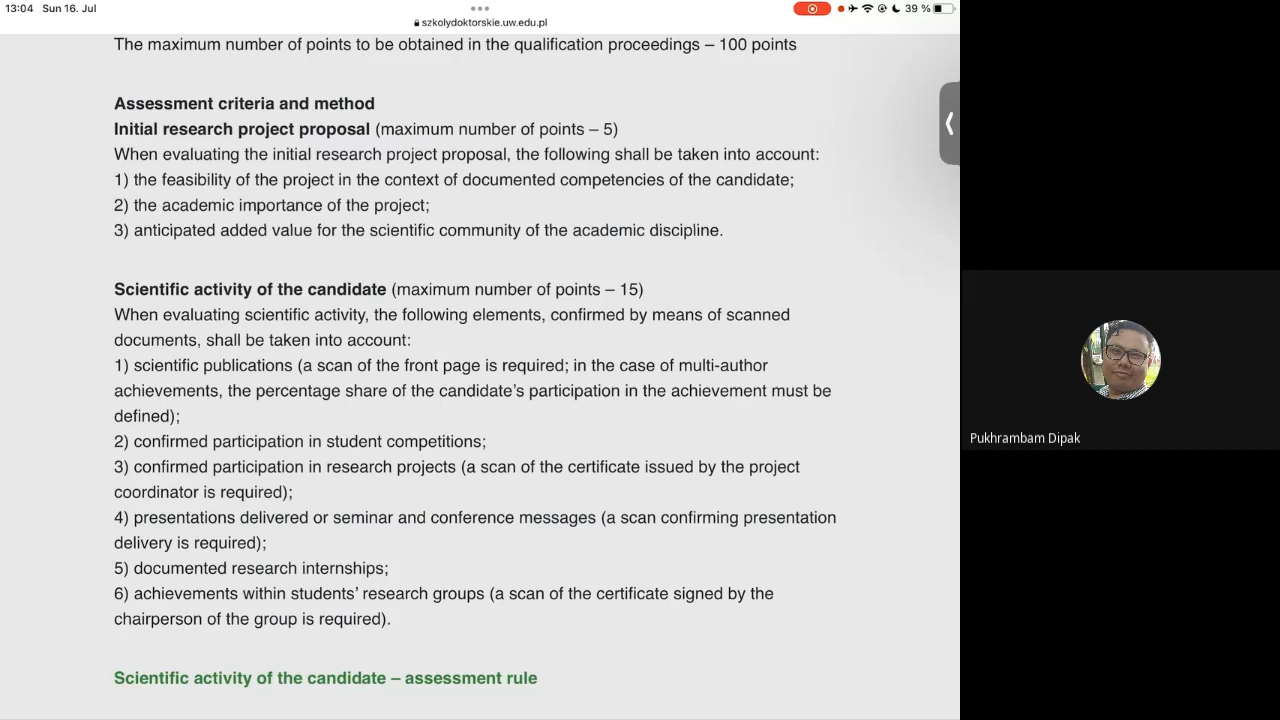 13:04 Sun 16. Jul
39 %
szkolydoktorskie.uw.edu.pl
The maximum number of points to be obtained in the qualification proceedings – 100 points
Assessment criteria and method
Initial research project proposal (maximum number of points – 5)
When evaluating the initial research project proposal, the following shall be taken into account:
1) the feasibility of the project in the context of documented competencies of the candidate;
2) the academic importance of the project;
3) anticipated added value for the scientific community of the academic discipline.
Scientific activity of the candidate (maximum number of points – 15)
When evaluating scientific activity, the following elements, confirmed by means of scanned
documents, shall be taken into account:
1) scientific publications (a scan of the front page is required; in the case of multi-author
achievements, the percentage share of the candidate’s participation in the achievement must be
defined);
2) confirmed participation in student competitions;
3) confirmed participation in research projects (a scan of the certificate issued by the project
coordinator is required);
4) presentations delivered or seminar and conference messages (a scan confirming presentation
delivery is required);
5) documented research internships;
6) achievements within students’ research groups (a scan of the certificate signed by the
chairperson of the group is required).
Scientific activity of the candidate – assessment rule
Pukhrambam Dipak